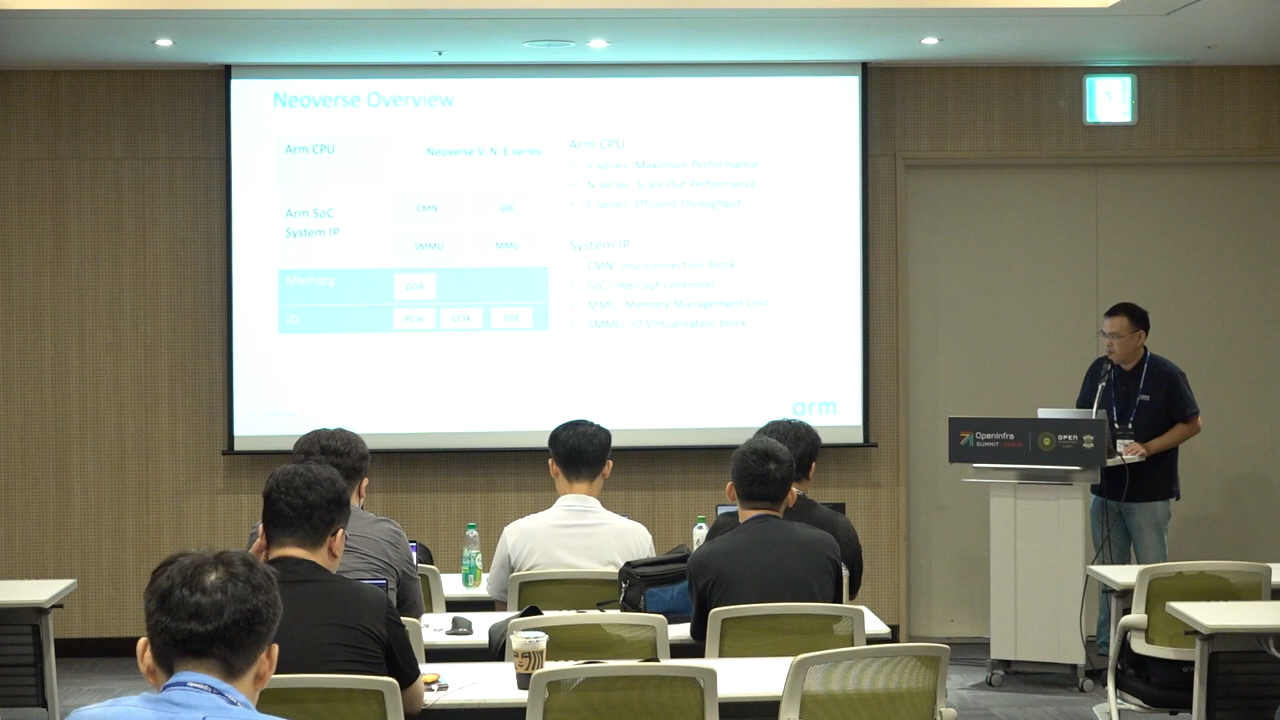 Neoverse Overview
Arm CPU
Neoverse V, N, E series
Arm SoC
System IP
CMN
GIC
SMMU
MMU
Memory
DDR
IO
PCIe
CCIX
GbE
Arm CPU
V series: Maximum Performance
N series: Scale Out Performance
E series: Efficient Throughput
System IP
CMN: Interconnection block
GIC: Interrupt Controller
MMU: Memory Management Unit
SMMU: IO Virtualization block
arm
OpenInfra
SUMMIT
OPEN